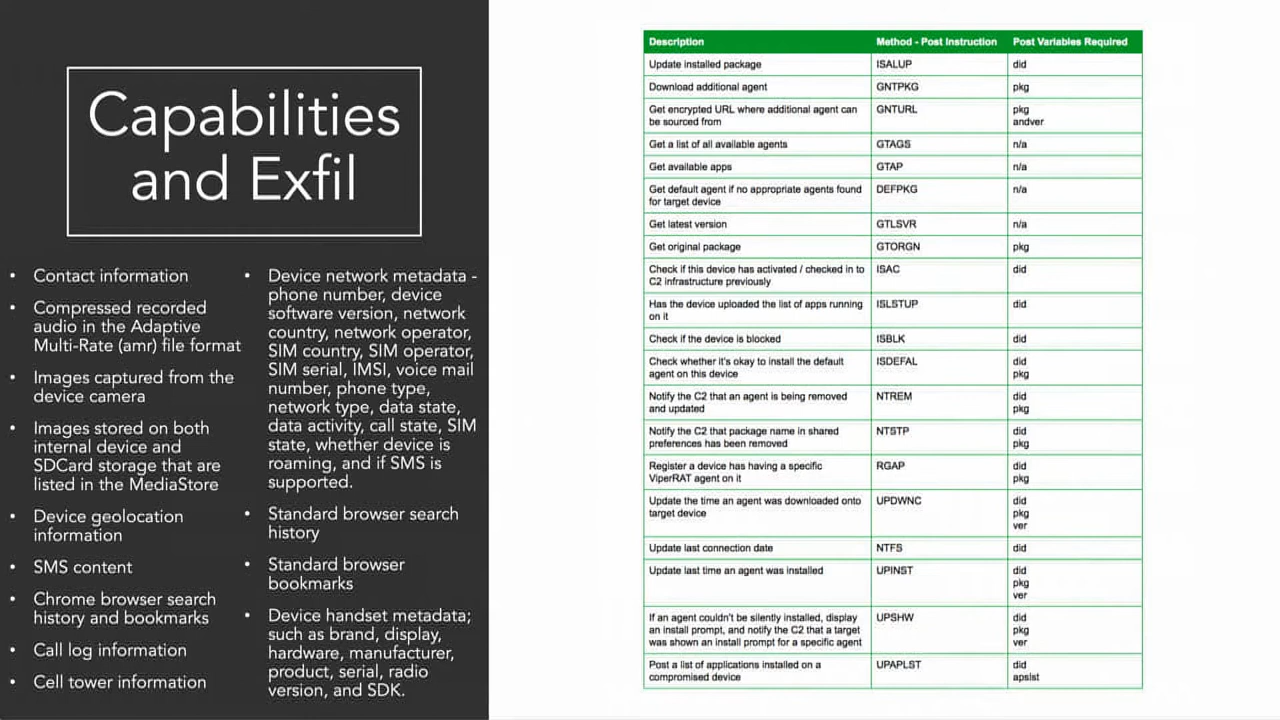 Capabilities
and Exfil
• Contact information
• Compressed recorded
audio in the Adaptive
Multi-Rate (amr) file format
• Images captured from the
device camera
• Images stored on both
internal device and
SDCard storage that are
listed in the MediaStore
• Device geolocation
information
• SMS content
• Chrome browser search
history and bookmarks
• Call log information
• Cell tower information
• Device network metadata -
phone number, device
software version, network
country, network operator,
SIM country, SIM operator,
SIM serial, IMSI, voice mail
number, phone type,
network type, data state,
data activity, call state, SIM
state, whether device is
roaming, and if SMS is
supported.
• Standard browser search
history
• Standard browser
bookmarks
• Device handset metadata;
such as brand, display,
hardware, manufacturer,
product, serial, radio
version, and SDK.
Description Method - Post Instruction Post Variables Required
Update installed package ISALUP did
Download additional agent GNTPKG pkg
Get encrypted URL where additional agent can GNTURL pkg
be sourced from andver
Get a list of all available agents GTAGS n/a
Get available apps GTAP n/a
Get default agent if no appropriate agents found DEFPKG n/a
for target device
Get latest version GTLSVR n/a
Get original package GTORGN pkg
Check if this device has activated / checked in to ISAC did
C2 infrastructure previously
Has the device uploaded the list of apps running ISLSTUP did
on it
Check if the device is blocked ISBLK did
Check whether it's okay to install the default ISDEFAL did
agent on this device pkg
Notify the C2 that an agent is being removed NTREM did
and updated pkg
Notify the C2 that package name in shared NTSTP did
preferences has been removed pkg
Register a device has having a specific RGAP did
ViperRAT agent on it pkg
Update the time an agent was downloaded onto UPDWNC did
target device pkg
ver
Update last connection date NTFS did
Update last time an agent was installed UPINST did
pkg
ver
If an agent couldn't be silently installed, display UPSHW did
an install prompt, and notify the C2 that a target pkg
was shown an install prompt for a specific agent ver
Post a list of applications installed on a UPAPLST did
compromised device apslst